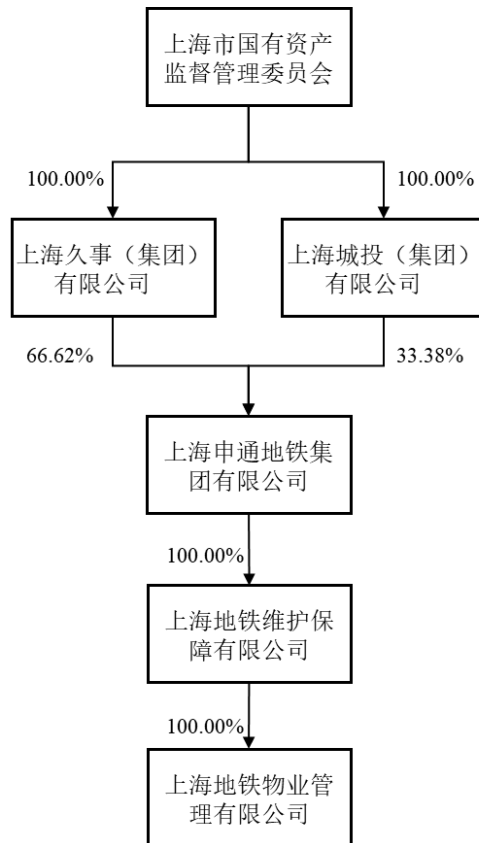 上海市国有资产
监督管理委员会
100.00%
100.00%
上海久事（集团）
有限公司
上海城投（集团）
有限公司
66.62%
33.38%
上海申通地铁集
团有限公司
100.00%
上海地铁维护保
障有限公司
100.00%
上海地铁物业管
理有限公司